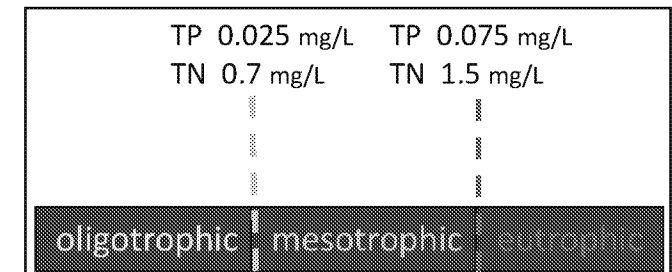 TP 0.025 mg/L TP 0.075 mg/L
TN 0.7 mg/L TN 1.5 mg/L
oligotrophic mesotrophic eutrophic